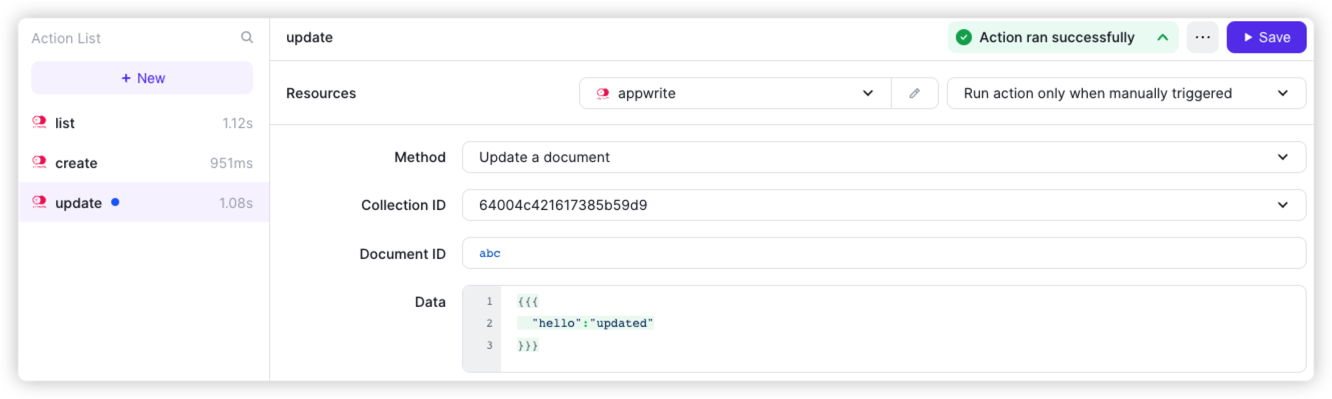 Action List
+ New
list 1.12s
create 951ms
update 1.08s
update
Action ran successfully
... Save
Resources
appwrite
Run action only when manually triggered
Method
Update a document
Collection ID
64004c421617385b59d9
Document ID
abc
Data
1 {{{
2 "hello":"updated"
3 }}}